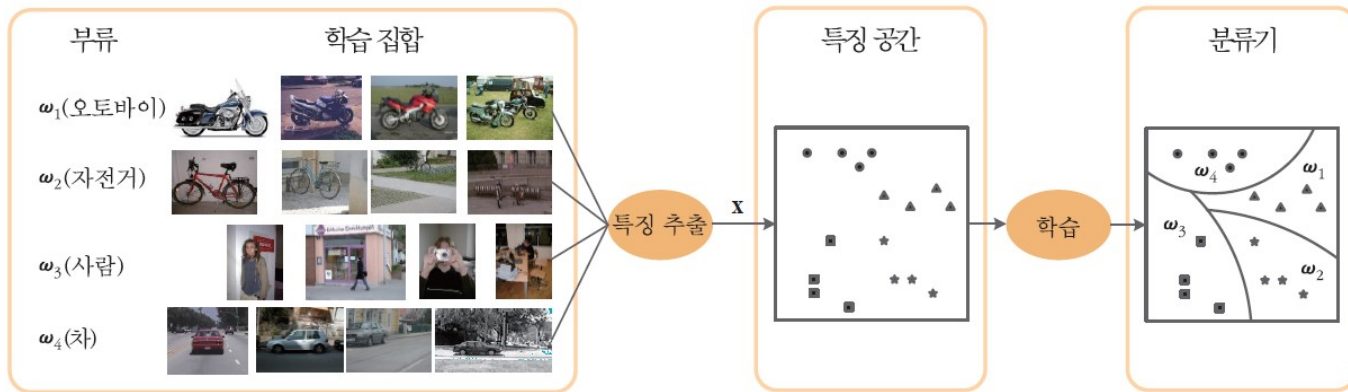 부류
학습 집합
ω₁(오토바이)
ω₂(자전거)
ω₃(사람)
ω₄(차)
특징 추출
x
특징 공간
학습
분류기
ω₄
ω₁
ω₃
ω₂